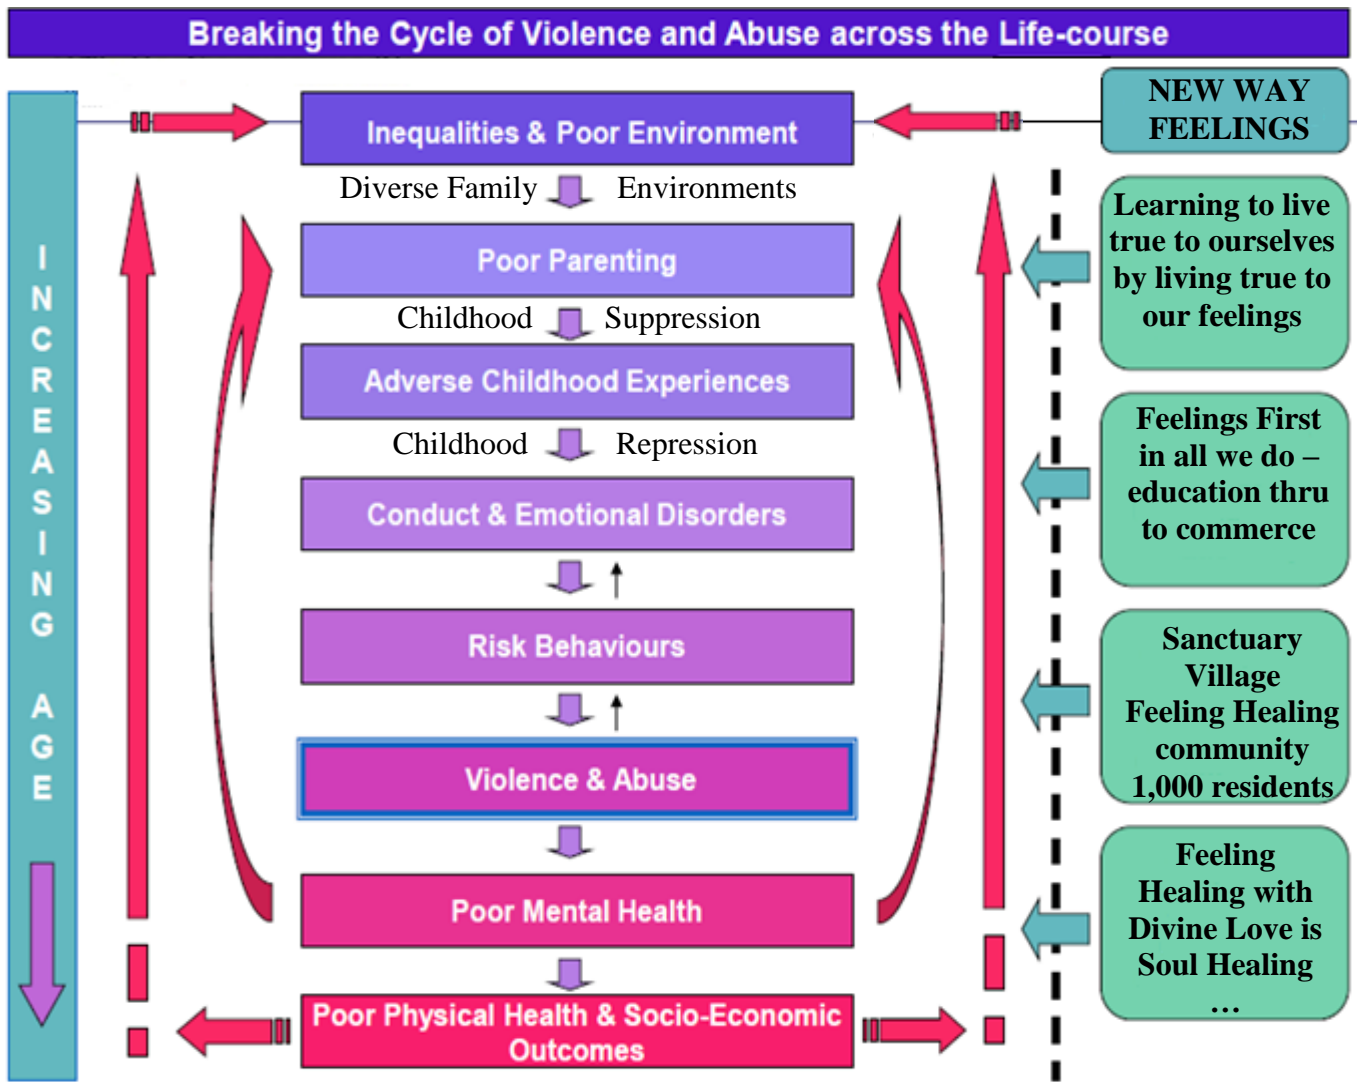 Breaking the Cycle of Violence and Abuse across the Life-course
INCREASING AGE
Inequalities & Poor Environment
Diverse Family Environments
Poor Parenting
Childhood Suppression
Adverse Childhood Experiences
Childhood Repression
Conduct & Emotional Disorders
Risk Behaviours
Violence & Abuse
Poor Mental Health
Poor Physical Health & Socio-Economic
Outcomes
NEW WAY
FEELINGS
Learning to live
true to ourselves
by living true to
our feelings
Feelings First
in all we do –
education thru
to commerce
Sanctuary
Village
Feeling Healing
community
1,000 residents
Feeling
Healing with
Divine Love is
Soul Healing
...